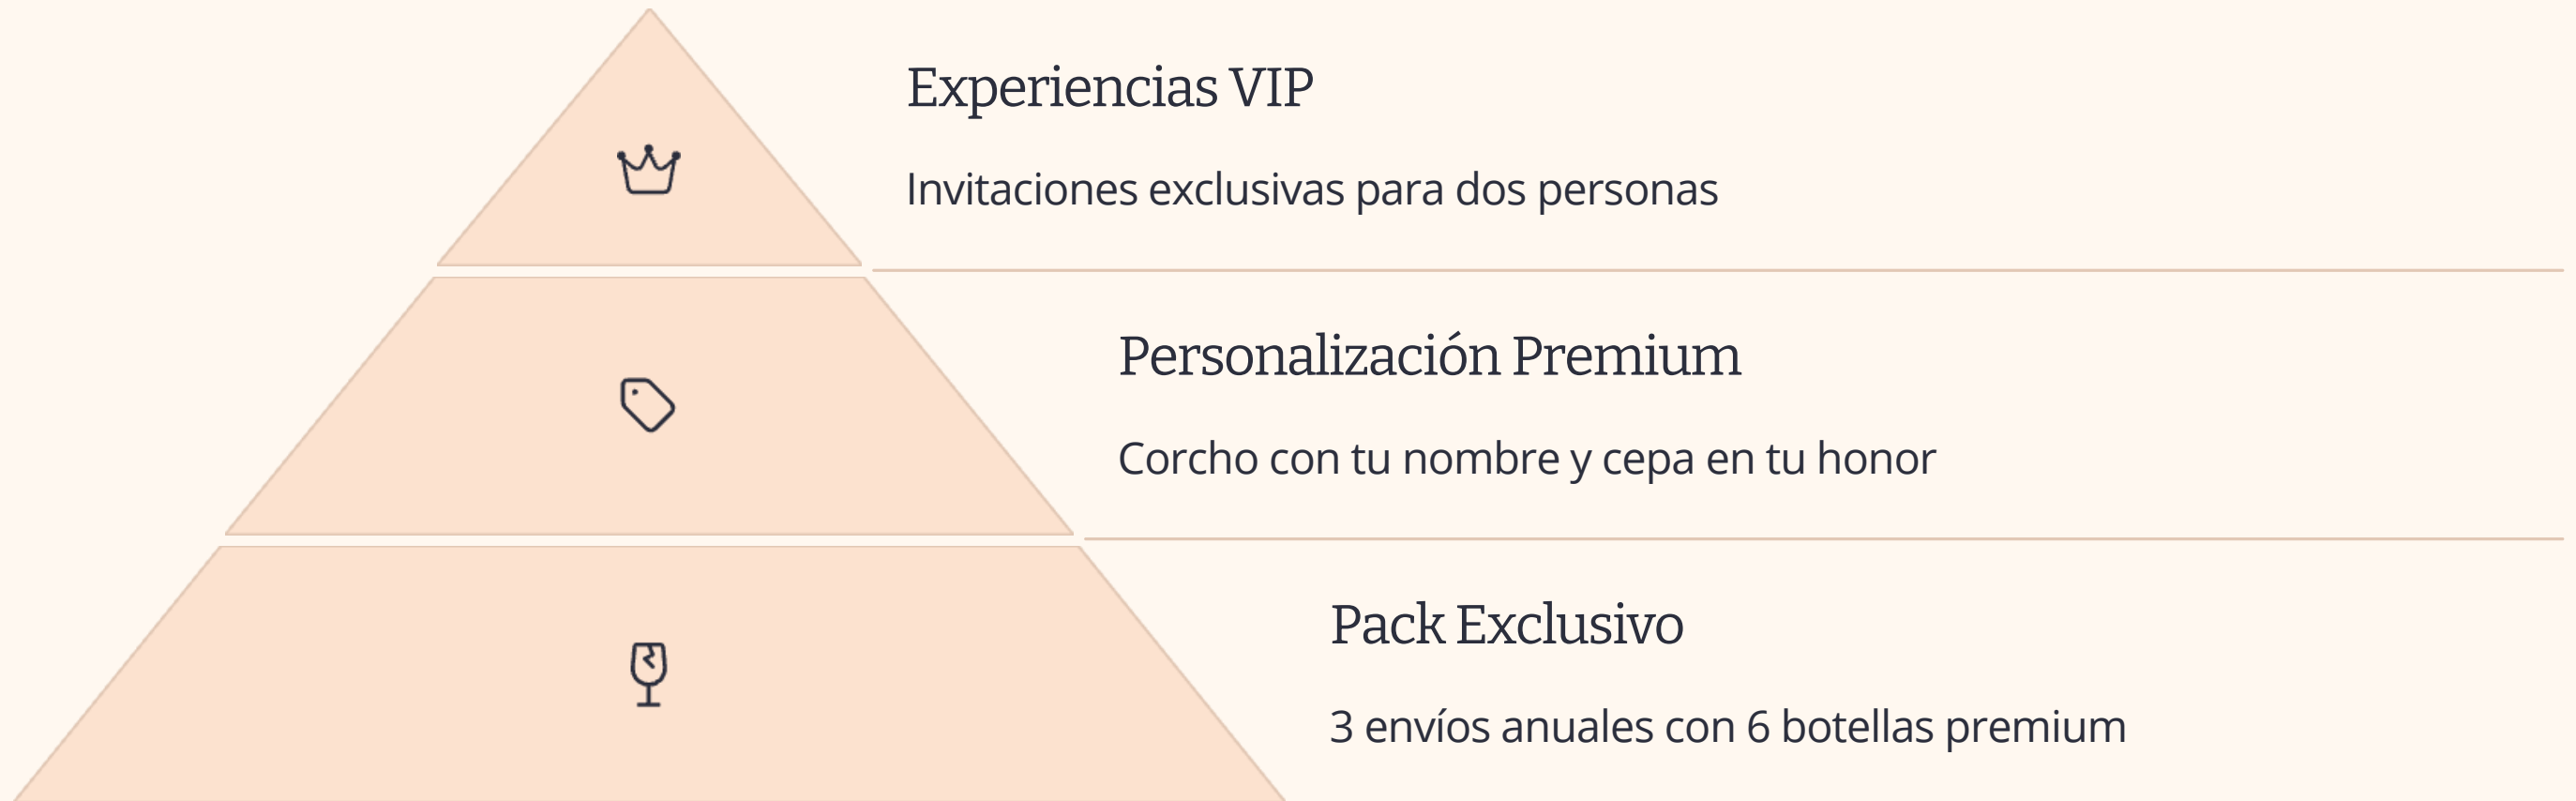 Experiencias VIP
Invitaciones exclusivas para dos personas
Personalización Premium
Corcho con tu nombre y cepa en tu honor
Pack Exclusivo
3 envíos anuales con 6 botellas premium